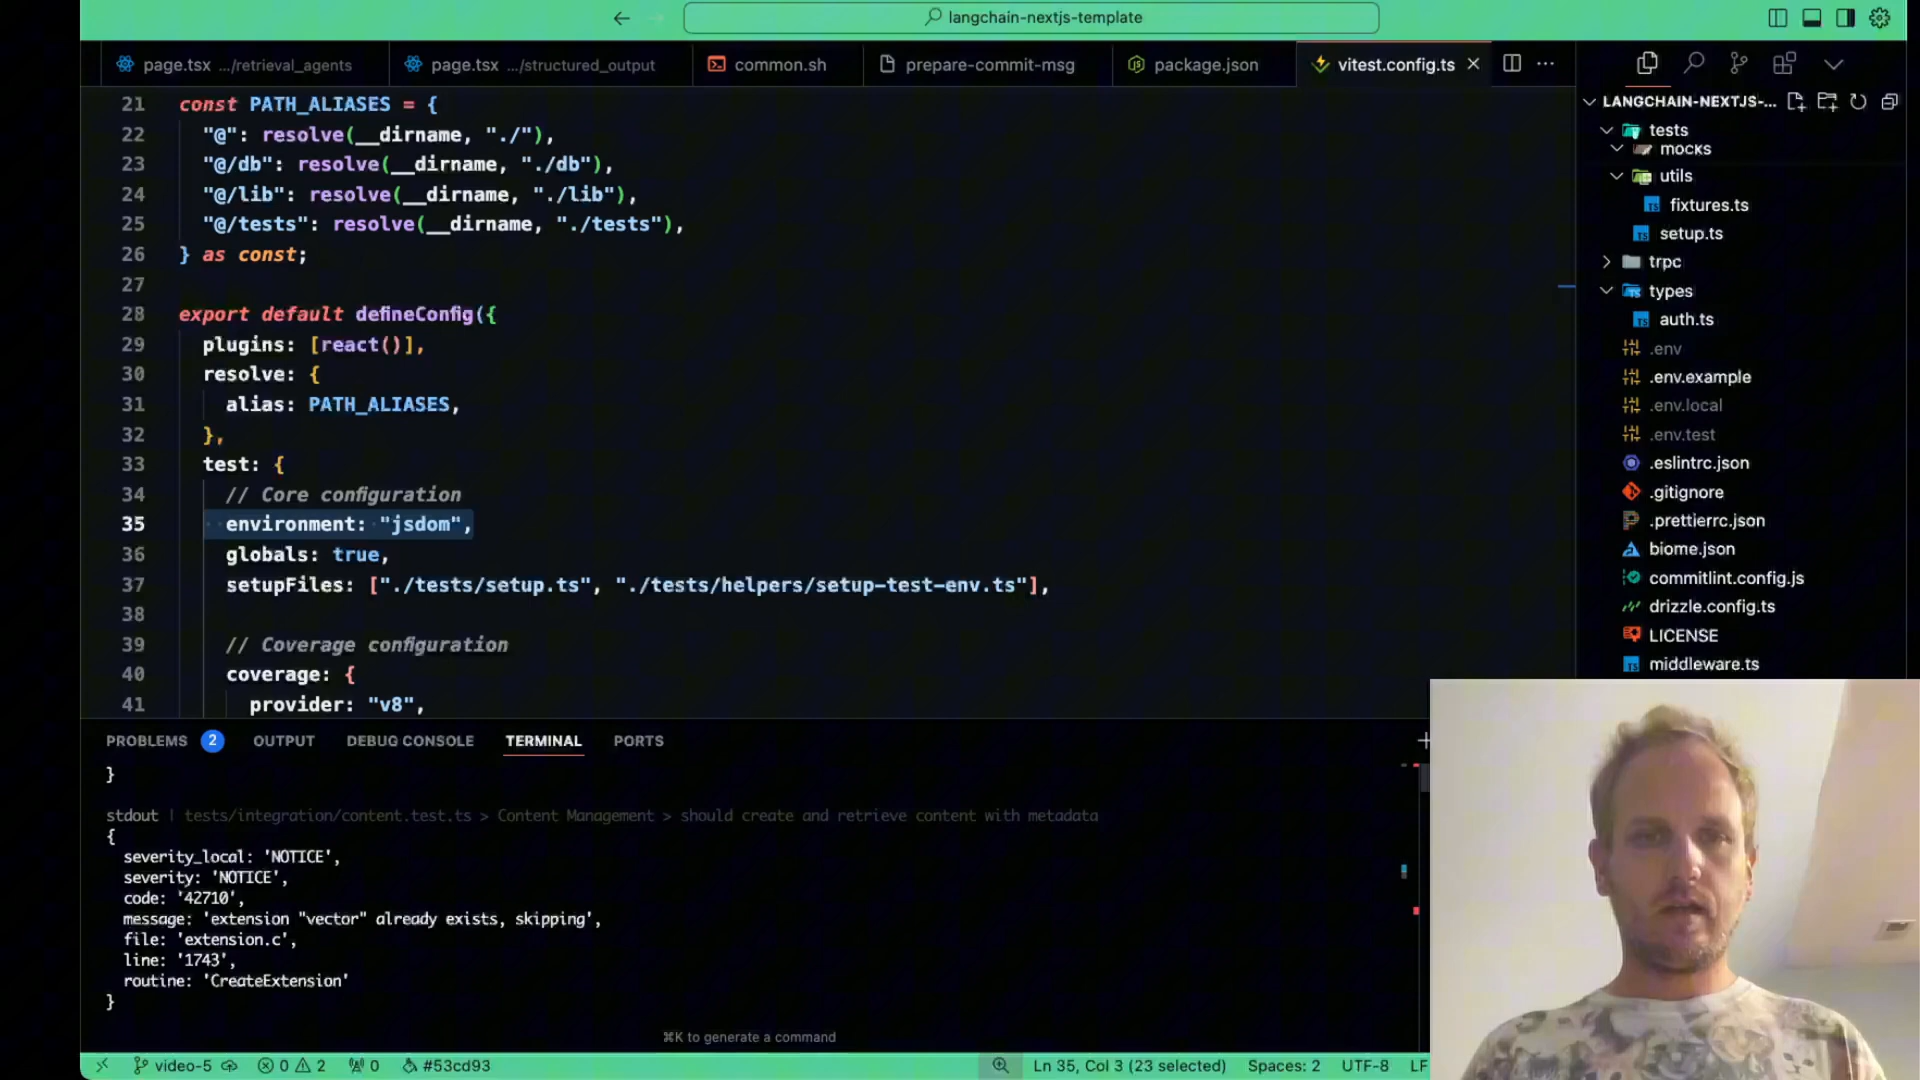 langchain-nextjs-template
page.tsx .../retrieval_agents
page.tsx .../structured_output
common.sh
prepare-commit-msg
package.json
vitest.config.ts
21 const PATH_ALIASES = {
22 "@": resolve(__dirname, "./"),
23 "@/db": resolve(__dirname, "./db"),
24 "@/lib": resolve(__dirname, "./lib"),
25 "@/tests": resolve(__dirname, "./tests"),
26 } as const;
27
28 export default defineConfig({
29 plugins: [react()],
30 resolve: {
31 alias: PATH_ALIASES,
32 },
33 test: {
34 // Core configuration
35 environment: "jsdom",
36 globals: true,
37 setupFiles: ["./tests/setup.ts", "./tests/helpers/setup-test-env.ts"],
38
39 // Coverage configuration
40 coverage: {
41 provider: "v8",
LANGCHAIN-NEXTJS-...
tests
mocks
utils
fixtures.ts
setup.ts
trpc
types
auth.ts
.env
.env.example
.env.local
.env.test
.eslintrc.json
.gitignore
.prettierrc.json
biome.json
commitlint.config.js
drizzle.config.ts
LICENSE
middleware.ts
PROBLEMS 2 OUTPUT DEBUG CONSOLE TERMINAL PORTS
}
stdout | tests/integration/content.test.ts > Content Management > should create and retrieve content with metadata
{
severity_local: 'NOTICE',
severity: 'NOTICE',
code: '42710',
message: 'extension "vector" already exists, skipping',
file: 'extension.c',
line: '1743',
routine: 'CreateExtension'
}
⌘K to generate a command
video-5 0 2 0 #53cd93 Ln 35, Col 3 (23 selected) Spaces: 2 UTF-8 LF